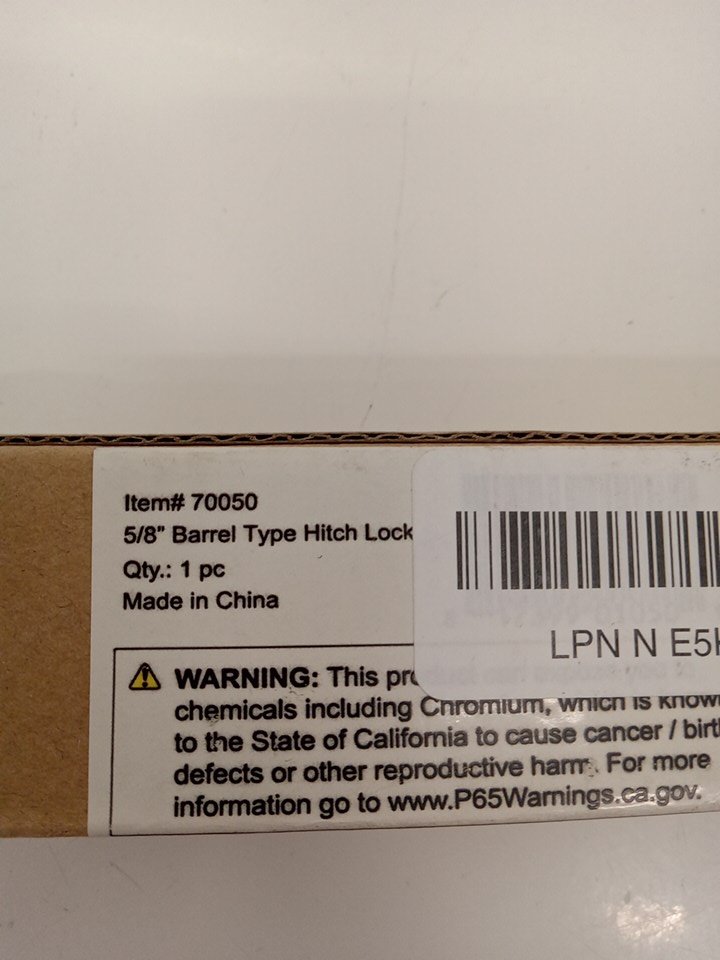 Item# 70050
5/8" Barrel Type Hitch Lock
Qty.: 1 pc
Made in China
LPN N E5
WARNING: This
chemicals including Chromium, which is know
to the State of California to cause cancer / birt
defects or other reproductive harm. For more
information go to www.P65Warnings.ca.gov.